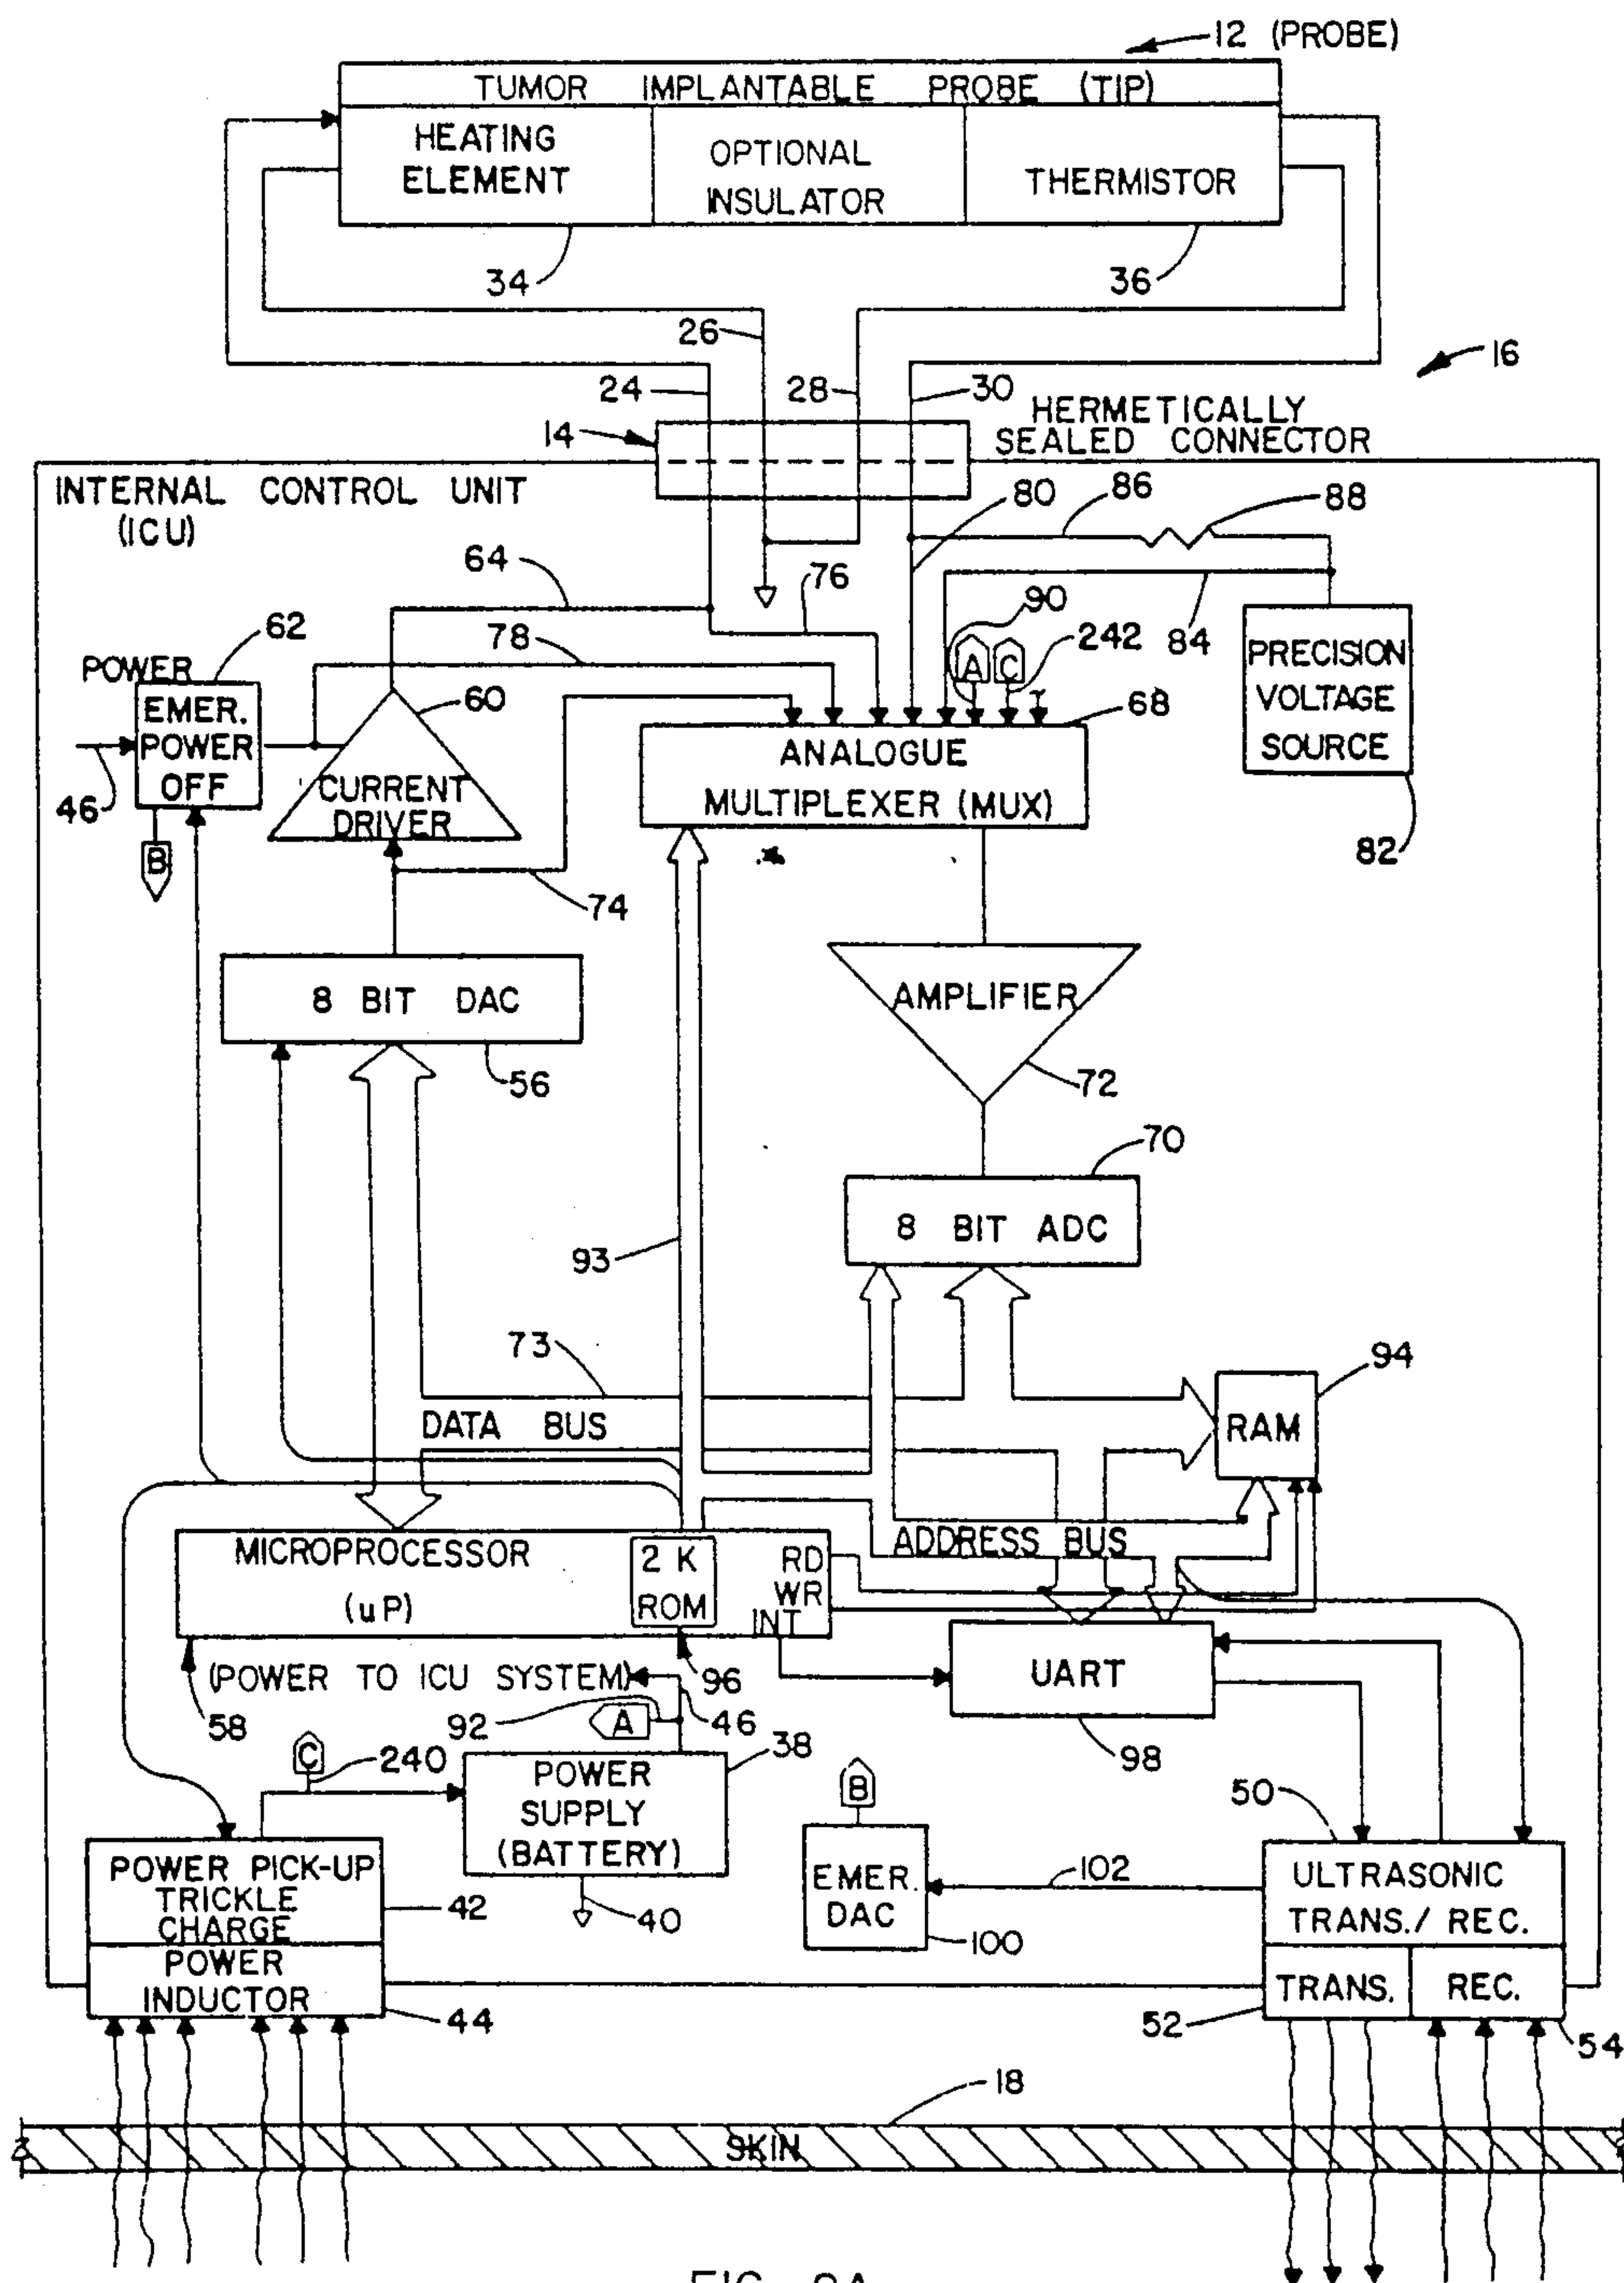 12 (PROBE)
TUMOR IMPLANTABLE PROBE (TIP)
HEATING
ELEMENT
OPTIONAL
INSULATOR
THERMISTOR
34
36
26
16
24
28
30
HERMETICALLY
SEALED CONNECTOR
14
INTERNAL CONTROL UNIT
(ICU)
80
86
88
64
76
90
62
78
242
84
POWER
A
C
EMER.
POWER
OFF
60
68
PRECISION
VOLTAGE
SOURCE
46
CURRENT
DRIVER
ANALOGUE
MULTIPLEXER (MUX)
82
B
74
8 BIT DAC
AMPLIFIER
56
72
70
8 BIT ADC
93
73
94
DATA BUS
RAM
MICROPROCESSOR
(uP)
2 K
ROM
RD
WR
INT
ADDRESS BUS
UART
(POWER TO ICU SYSTEM)
96
58
92
A
46
98
C
240
38
POWER
SUPPLY
(BATTERY)
B
50
POWER PICK-UP
TRICKLE
CHARGE
42
40
EMER.
DAC
102
ULTRASONIC
TRANS./ REC.
100
POWER
INDUCTOR
44
TRANS.
REC.
52
54
18
SKIN